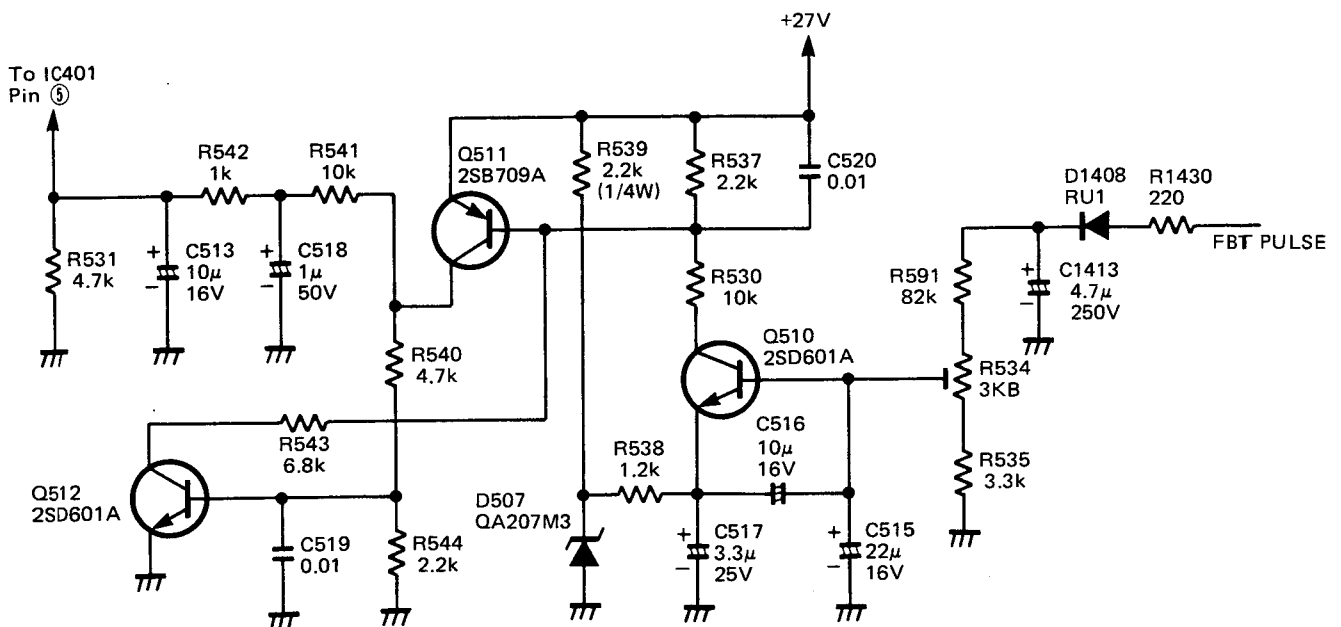 +27V
To IC401
Pin ⑤
R542
1k
R541
10k
Q511
2SB709A
R539
2.2k
(1/4W)
R537
2.2k
C520
0.01
D1408
RU1
R1430
220
FBT PULSE
R531
4.7k
+
C513
10μ
16V
−
+
C518
1μ
50V
−
R530
10k
R591
82k
+
C1413
4.7μ
250V
−
R540
4.7k
Q510
2SD601A
R534
3KB
R543
6.8k
C516
10μ
16V
R538
1.2k
R535
3.3k
Q512
2SD601A
D507
QA207M3
C519
0.01
R544
2.2k
+
C517
3.3μ
25V
−
+
C515
22μ
16V
−